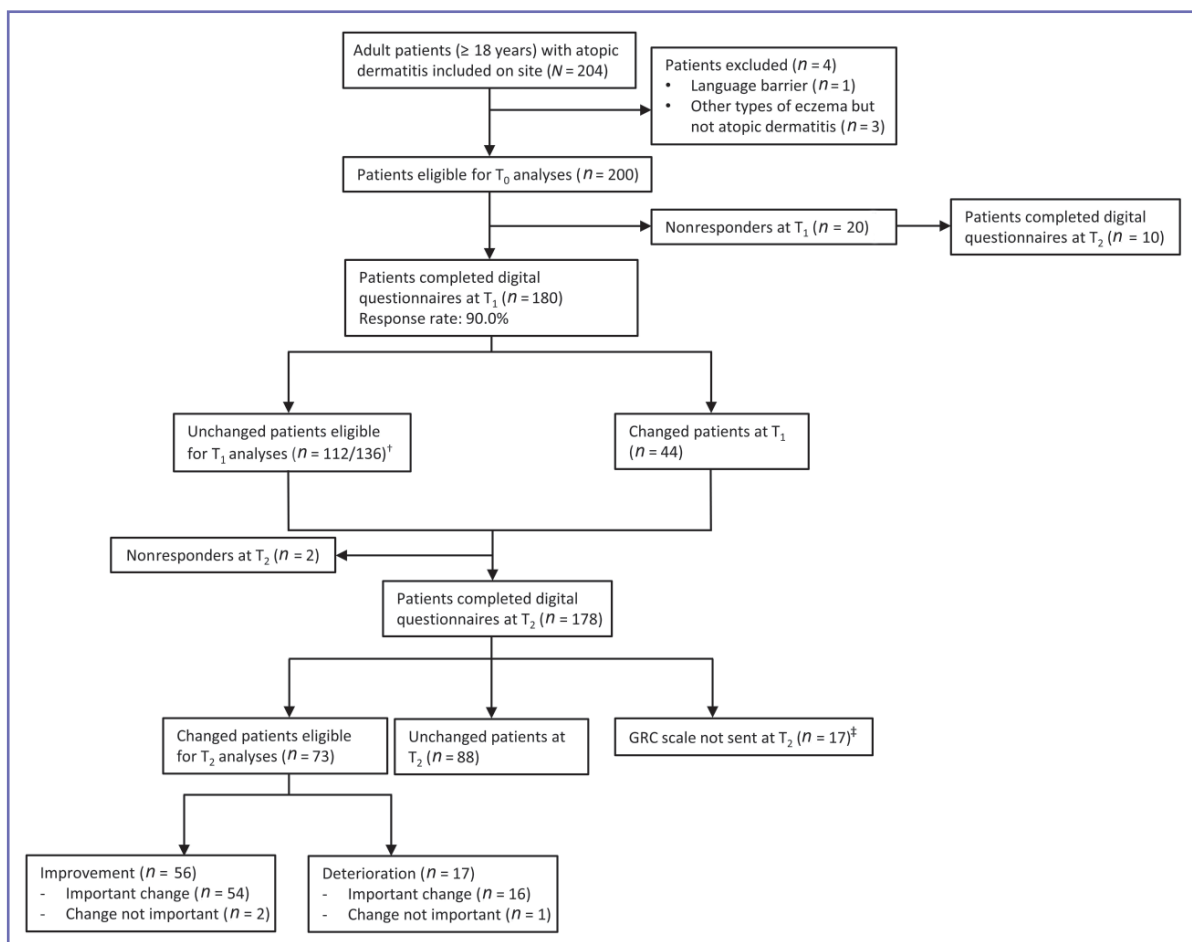 Adult patients (≥ 18 years) with atopic
dermatitis included on site (N = 204)
Patients excluded (n = 4)
• Language barrier (n = 1)
• Other types of eczema but
not atopic dermatitis (n = 3)
Patients eligible for T₀ analyses (n = 200)
Nonresponders at T₁ (n = 20)
Patients completed digital
questionnaires at T₂ (n = 10)
Patients completed digital
questionnaires at T₁ (n = 180)
Response rate: 90.0%
Unchanged patients eligible
for T₁ analyses (n = 112/136)†
Changed patients at T₁
(n = 44)
Nonresponders at T₂ (n = 2)
Patients completed digital
questionnaires at T₂ (n = 178)
Changed patients eligible
for T₂ analyses (n = 73)
Unchanged patients at
T₂ (n = 88)
GRC scale not sent at T₂ (n = 17)‡
Improvement (n = 56)
- Important change (n = 54)
- Change not important (n = 2)
Deterioration (n = 17)
- Important change (n = 16)
- Change not important (n = 1)